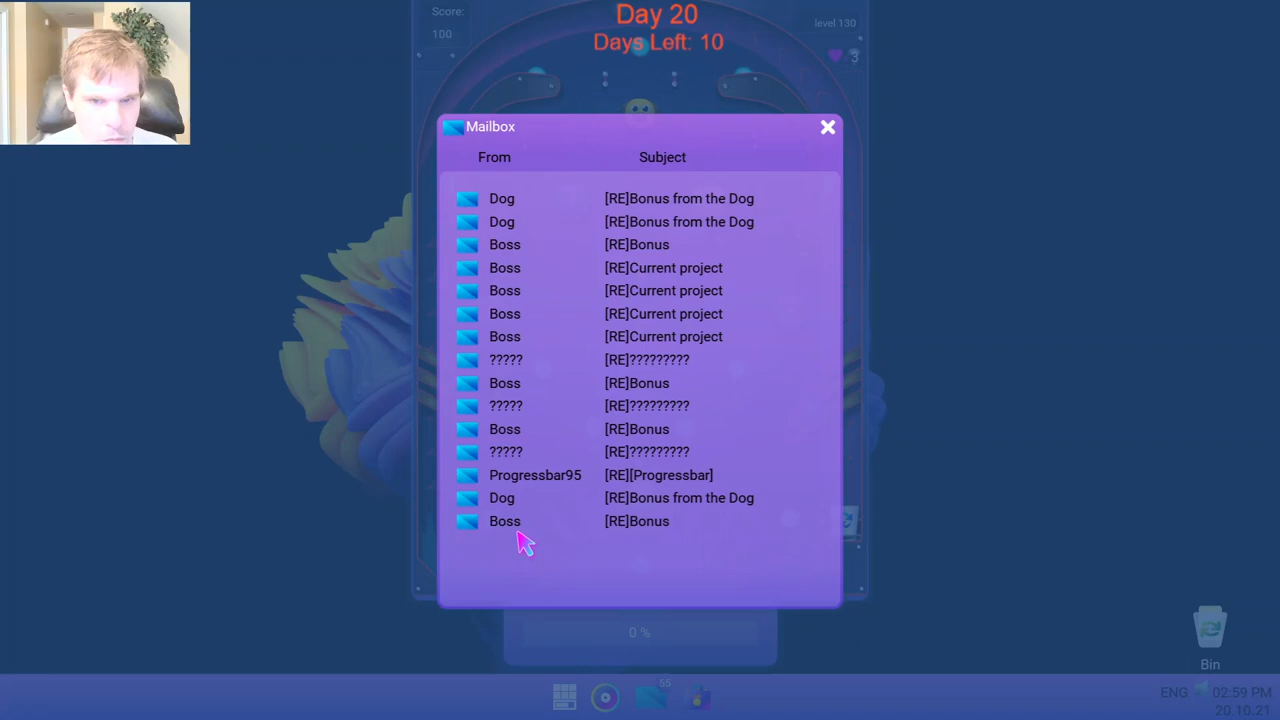 Day 20
Days Left: 10
Score:
100
level 130
3
Mailbox
From Subject
Dog [RE]Bonus from the Dog
Dog [RE]Bonus from the Dog
Boss [RE]Bonus
Boss [RE]Current project
Boss [RE]Current project
Boss [RE]Current project
Boss [RE]Current project
????? [RE]?????????
Boss [RE]Bonus
????? [RE]?????????
Boss [RE]Bonus
????? [RE]?????????
Progressbar95 [RE][Progressbar]
Dog [RE]Bonus from the Dog
Boss [RE]Bonus
0 %
Bin
55
ENG 02:59 PM
20.10.21